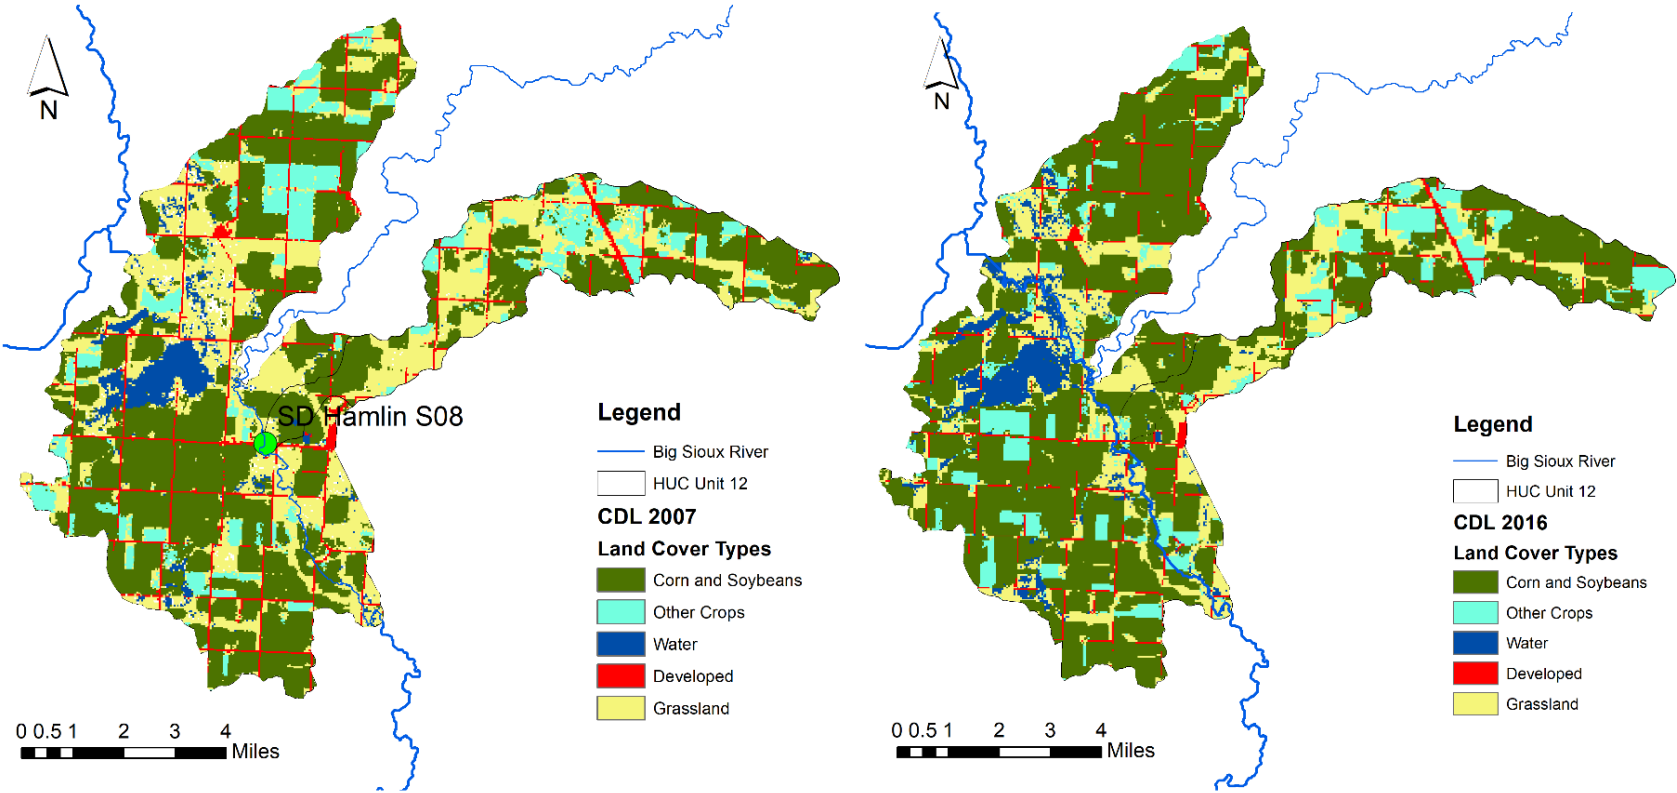 N
SD Hamlin S08
Legend
Big Sioux River
HUC Unit 12
CDL 2007
Land Cover Types
Corn and Soybeans
Other Crops
Water
Developed
Grassland
0 0.5 1 2 3 4
Miles
N
Legend
Big Sioux River
HUC Unit 12
CDL 2016
Land Cover Types
Corn and Soybeans
Other Crops
Water
Developed
Grassland
0 0.5 1 2 3 4
Miles